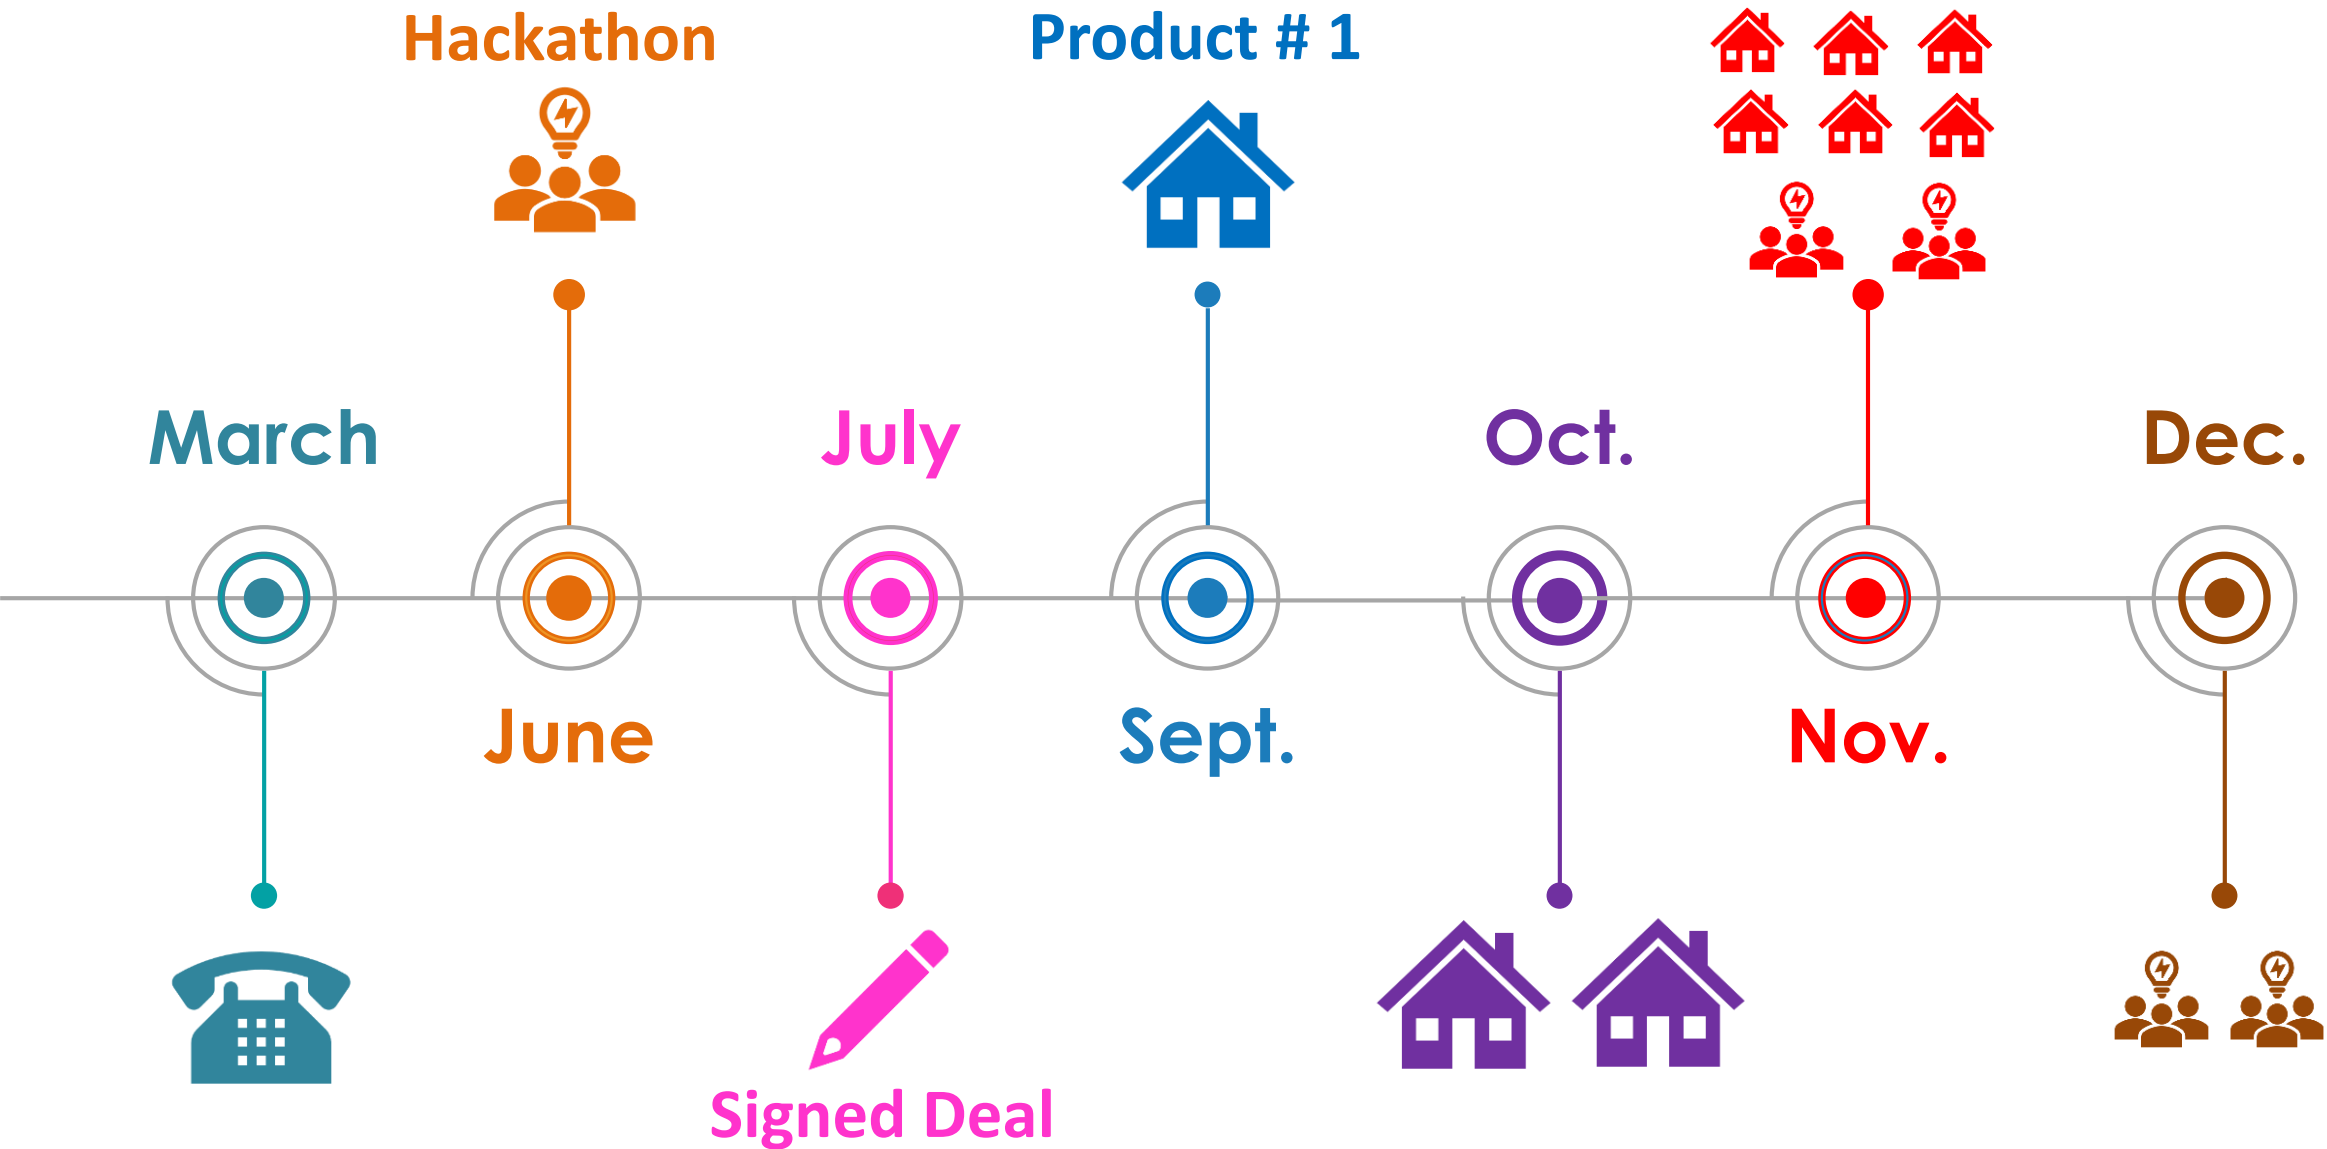 Hackathon
Product # 1
March
July
Oct.
Dec.
June
Sept.
Nov.
Signed Deal